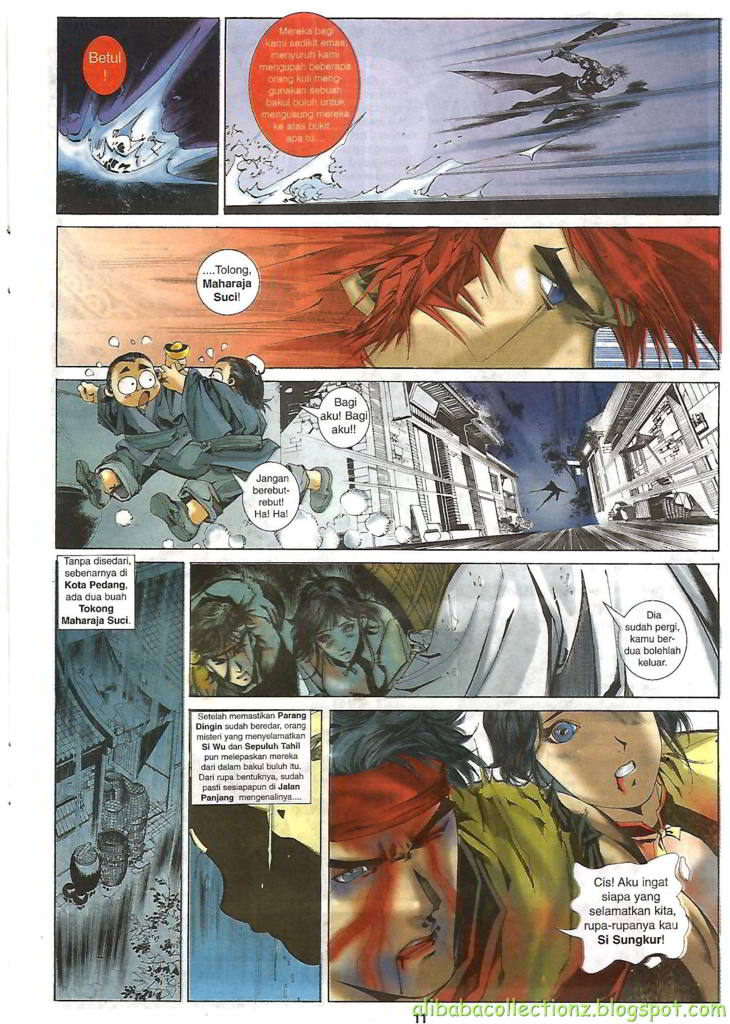 Betul
!
Mereka bagi
kami sedikit emas,
menyuruh kami
mengupah beberapa
orang kuli meng-
gunakan sebuah
bakul buluh untuk
mengusung mereka
ke atas bukit...
apa tu....
....Tolong,
Maharaja
Suci!
Bagi
aku! Bagi
aku!!
Jangan
berebut-
rebut!
Ha! Ha!
Tanpa disedari,
sebenarnya di
Kota Pedang,
ada dua buah
Tokong
Maharaja Suci.
Dia
sudah pergi,
kamu ber-
dua bolehlah
keluar.
Setelah memastikan Parang
Dingin sudah beredar, orang
misteri yang menyelamatkan
Si Wu dan Sepuluh Tahil
pun melepaskan mereka
dari dalam bakul buluh itu.
Dari rupa bentuknya, sudah
pasti sesiapapun di Jalan
Panjang mengenalinya....
Cis! Aku ingat
siapa yang
selamatkan kita,
rupa-rupanya kau
Si Sungkur!
11
alibabacollectionz.blogspot.com